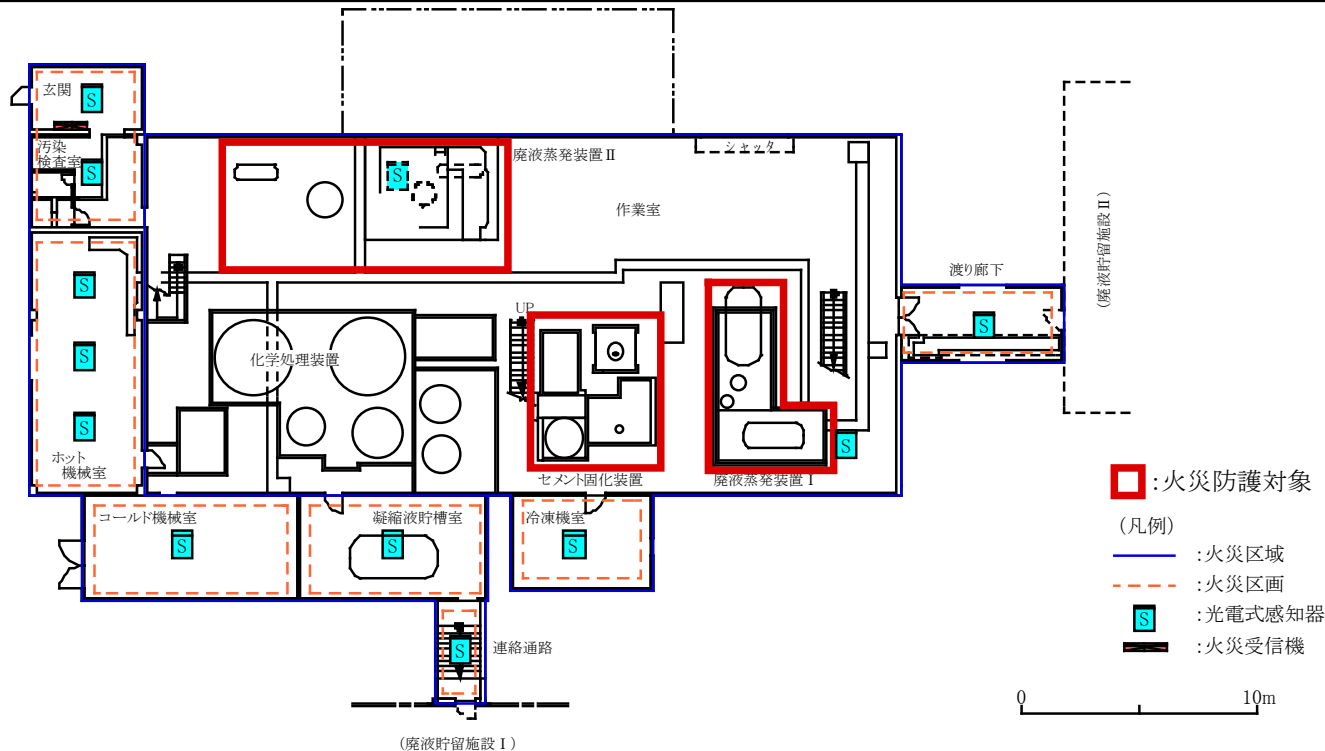 玄関
S
汚染
検査室
S
廃液蒸発装置Ⅱ
S
シャッタ
作業室
(廃液貯留施設Ⅱ)
渡り廊下
S
S
S
S
ホット
機械室
UP
化学処理装置
S
セメント固化装置
廃液蒸発装置Ⅰ
コールド機械室
S
凝縮液貯槽室
S
冷凍機室
S
連絡通路
S
(廃液貯留施設Ⅰ)
:火災防護対象
(凡例)
:火災区域
:火災区画
S
:光電式感知器
:火災受信機
0
10m